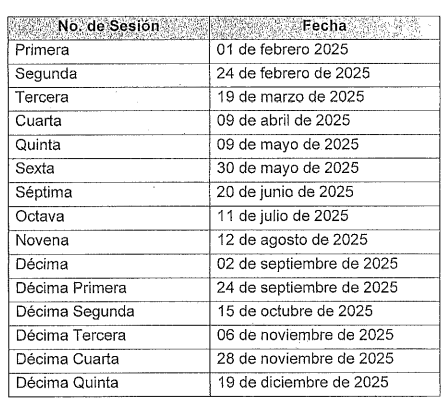 No. de Sesión Fecha
Primera 01 de febrero 2025
Segunda 24 de febrero de 2025
Tercera 19 de marzo de 2025
Cuarta 09 de abril de 2025
Quinta 09 de mayo de 2025
Sexta 30 de mayo de 2025
Séptima 20 de junio de 2025
Octava 11 de julio de 2025
Novena 12 de agosto de 2025
Décima 02 de septiembre de 2025
Décima Primera 24 de septiembre de 2025
Décima Segunda 15 de octubre de 2025
Décima Tercera 06 de noviembre de 2025
Décima Cuarta 28 de noviembre de 2025
Décima Quinta 19 de diciembre de 2025